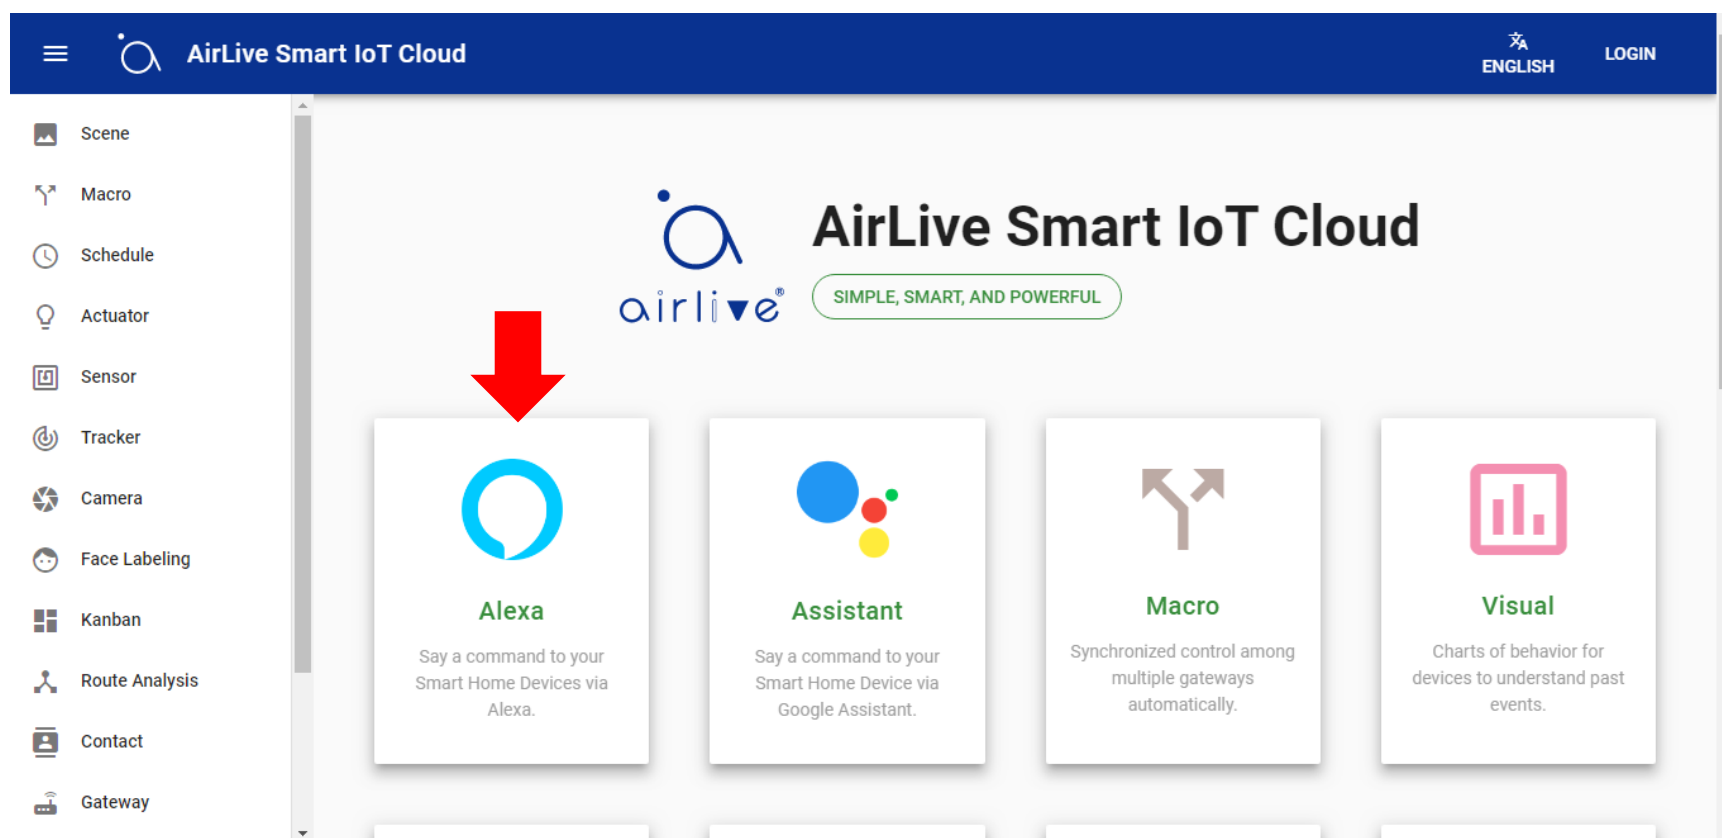 AirLive Smart IoT Cloud
ENGLISH
LOGIN
Scene
Macro
Schedule
Actuator
Sensor
Tracker
Camera
Face Labeling
Kanban
Route Analysis
Contact
Gateway
airlive®
AirLive Smart IoT Cloud
SIMPLE, SMART, AND POWERFUL
Alexa
Say a command to your
Smart Home Devices via
Alexa.
Assistant
Say a command to your
Smart Home Device via
Google Assistant.
Macro
Synchronized control among
multiple gateways
automatically.
Visual
Charts of behavior for
devices to understand past
events.